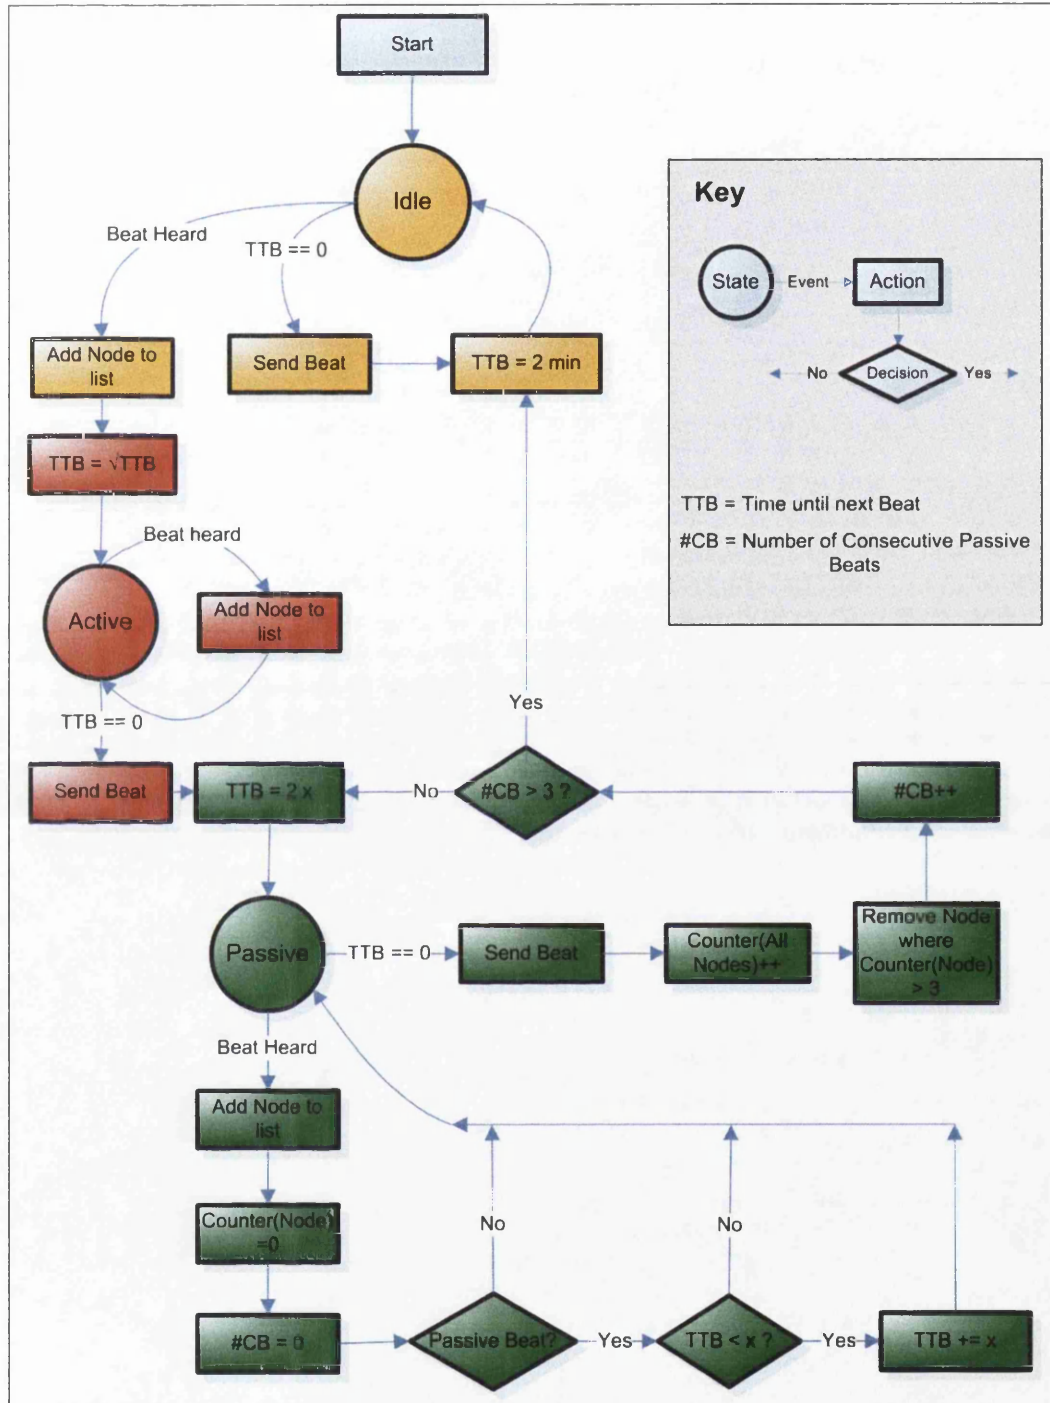 Start
Idle
Beat Heard
TTB == 0
Add Node to
list
Send Beat
TTB = 2 min
TTB = √TTB
Beat heard
Active
Add Node to
list
TTB == 0
Send Beat
TTB = 2 x
No
#CB > 3 ?
Yes
#CB++
Passive
TTB == 0
Send Beat
Counter(All
Nodes)++
Remove Node
where
Counter(Node)
> 3
Beat Heard
Add Node to
list
Counter(Node)
=0
#CB = 0
Passive Beat?
No
Yes
TTB < x ?
No
Yes
TTB += x
Key
State
Event
Action
No
Decision
Yes
TTB = Time until next Beat
#CB = Number of Consecutive Passive
Beats